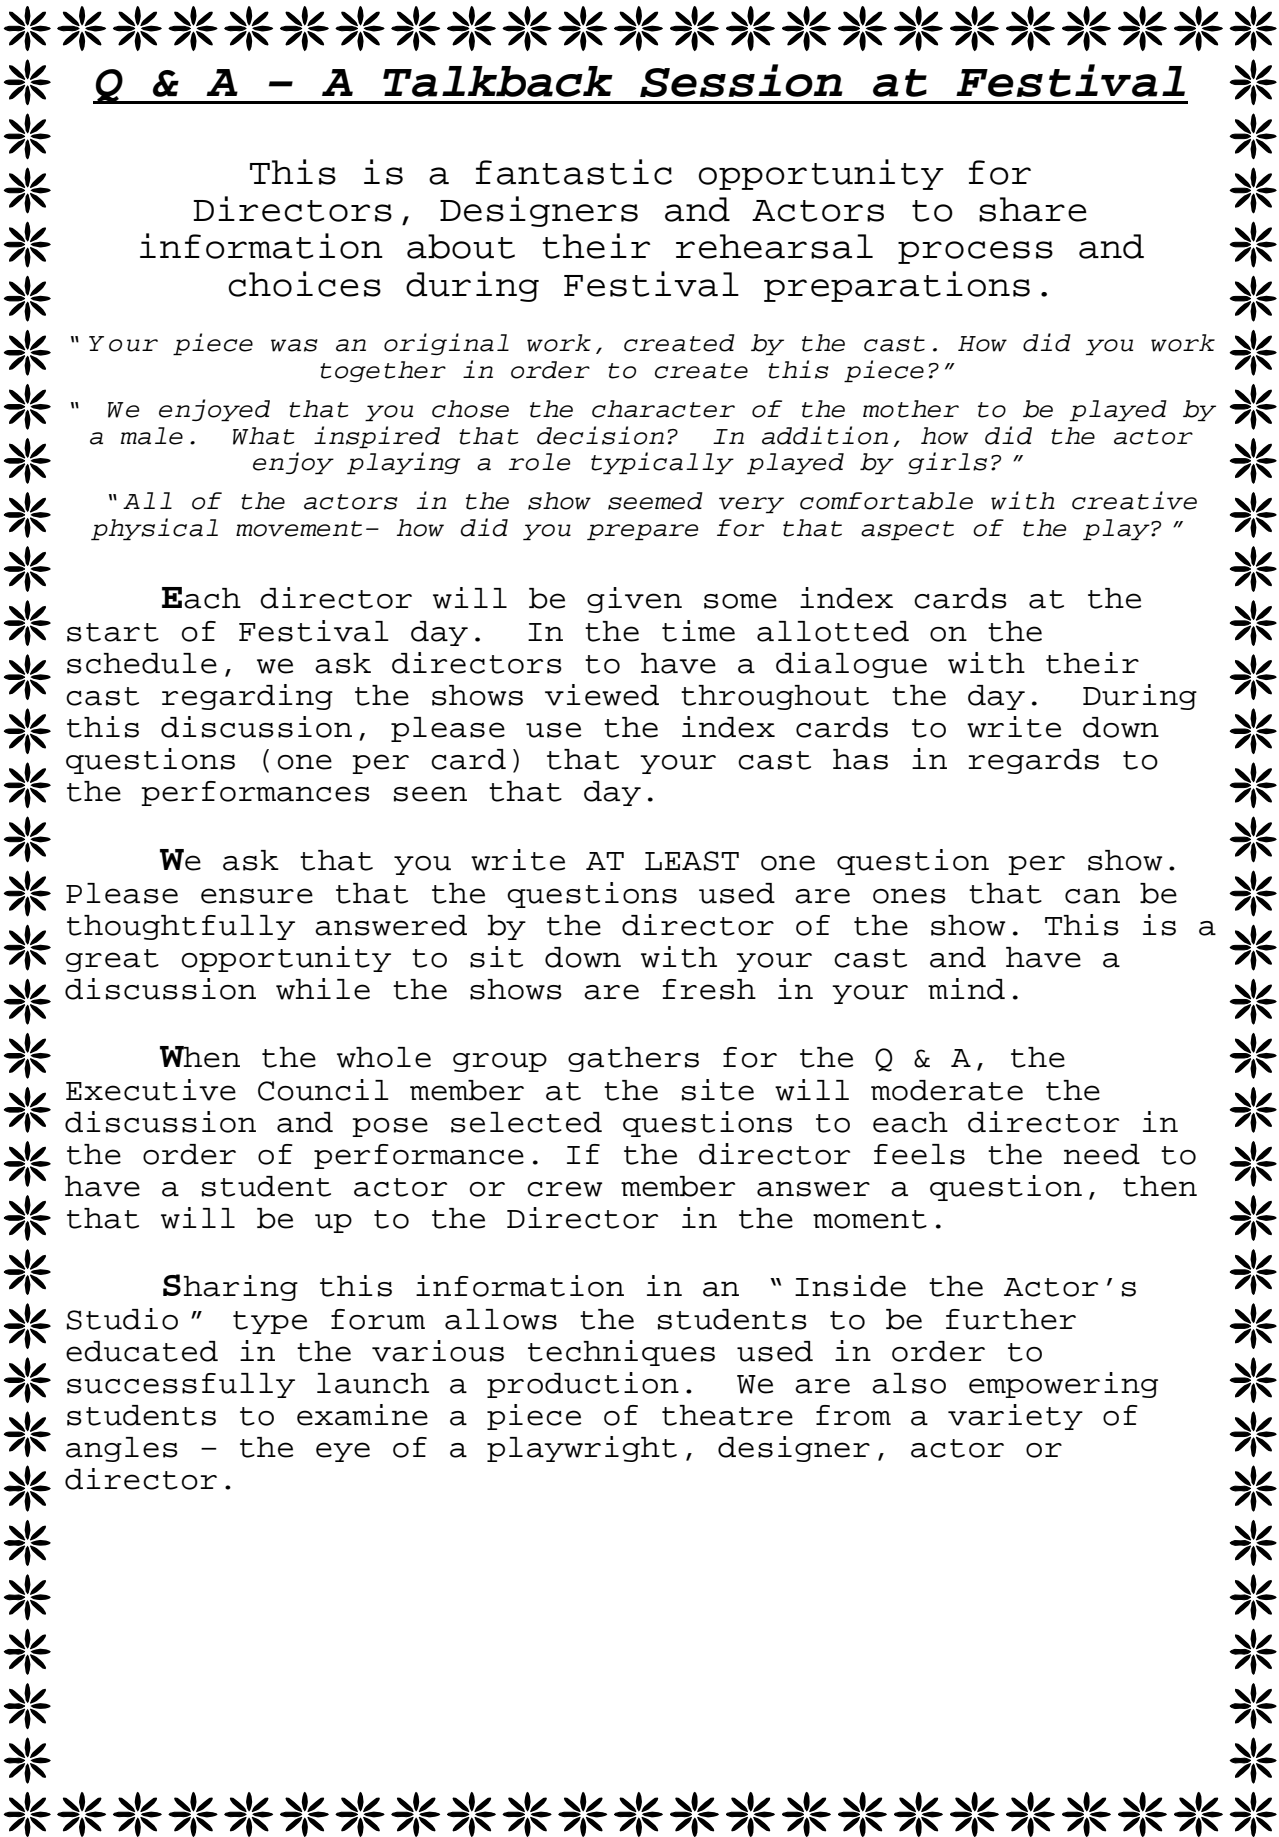 Q & A – A Talkback Session at Festival
This is a fantastic opportunity for
Directors, Designers and Actors to share
information about their rehearsal process and
choices during Festival preparations.
“Your piece was an original work, created by the cast. How did you work
together in order to create this piece?”
“ We enjoyed that you chose the character of the mother to be played by
a male.  What inspired that decision?  In addition, how did the actor
enjoy playing a role typically played by girls?”
“All of the actors in the show seemed very comfortable with creative
physical movement- how did you prepare for that aspect of the play?”
Each director will be given some index cards at the
start of Festival day.  In the time allotted on the
schedule, we ask directors to have a dialogue with their
cast regarding the shows viewed throughout the day.  During
this discussion, please use the index cards to write down
questions (one per card) that your cast has in regards to
the performances seen that day.
We ask that you write AT LEAST one question per show.
Please ensure that the questions used are ones that can be
thoughtfully answered by the director of the show. This is a
great opportunity to sit down with your cast and have a
discussion while the shows are fresh in your mind.
When the whole group gathers for the Q & A, the
Executive Council member at the site will moderate the
discussion and pose selected questions to each director in
the order of performance. If the director feels the need to
have a student actor or crew member answer a question, then
that will be up to the Director in the moment.
Sharing this information in an “Inside the Actor’s
Studio” type forum allows the students to be further
educated in the various techniques used in order to
successfully launch a production.  We are also empowering
students to examine a piece of theatre from a variety of
angles – the eye of a playwright, designer, actor or
director.